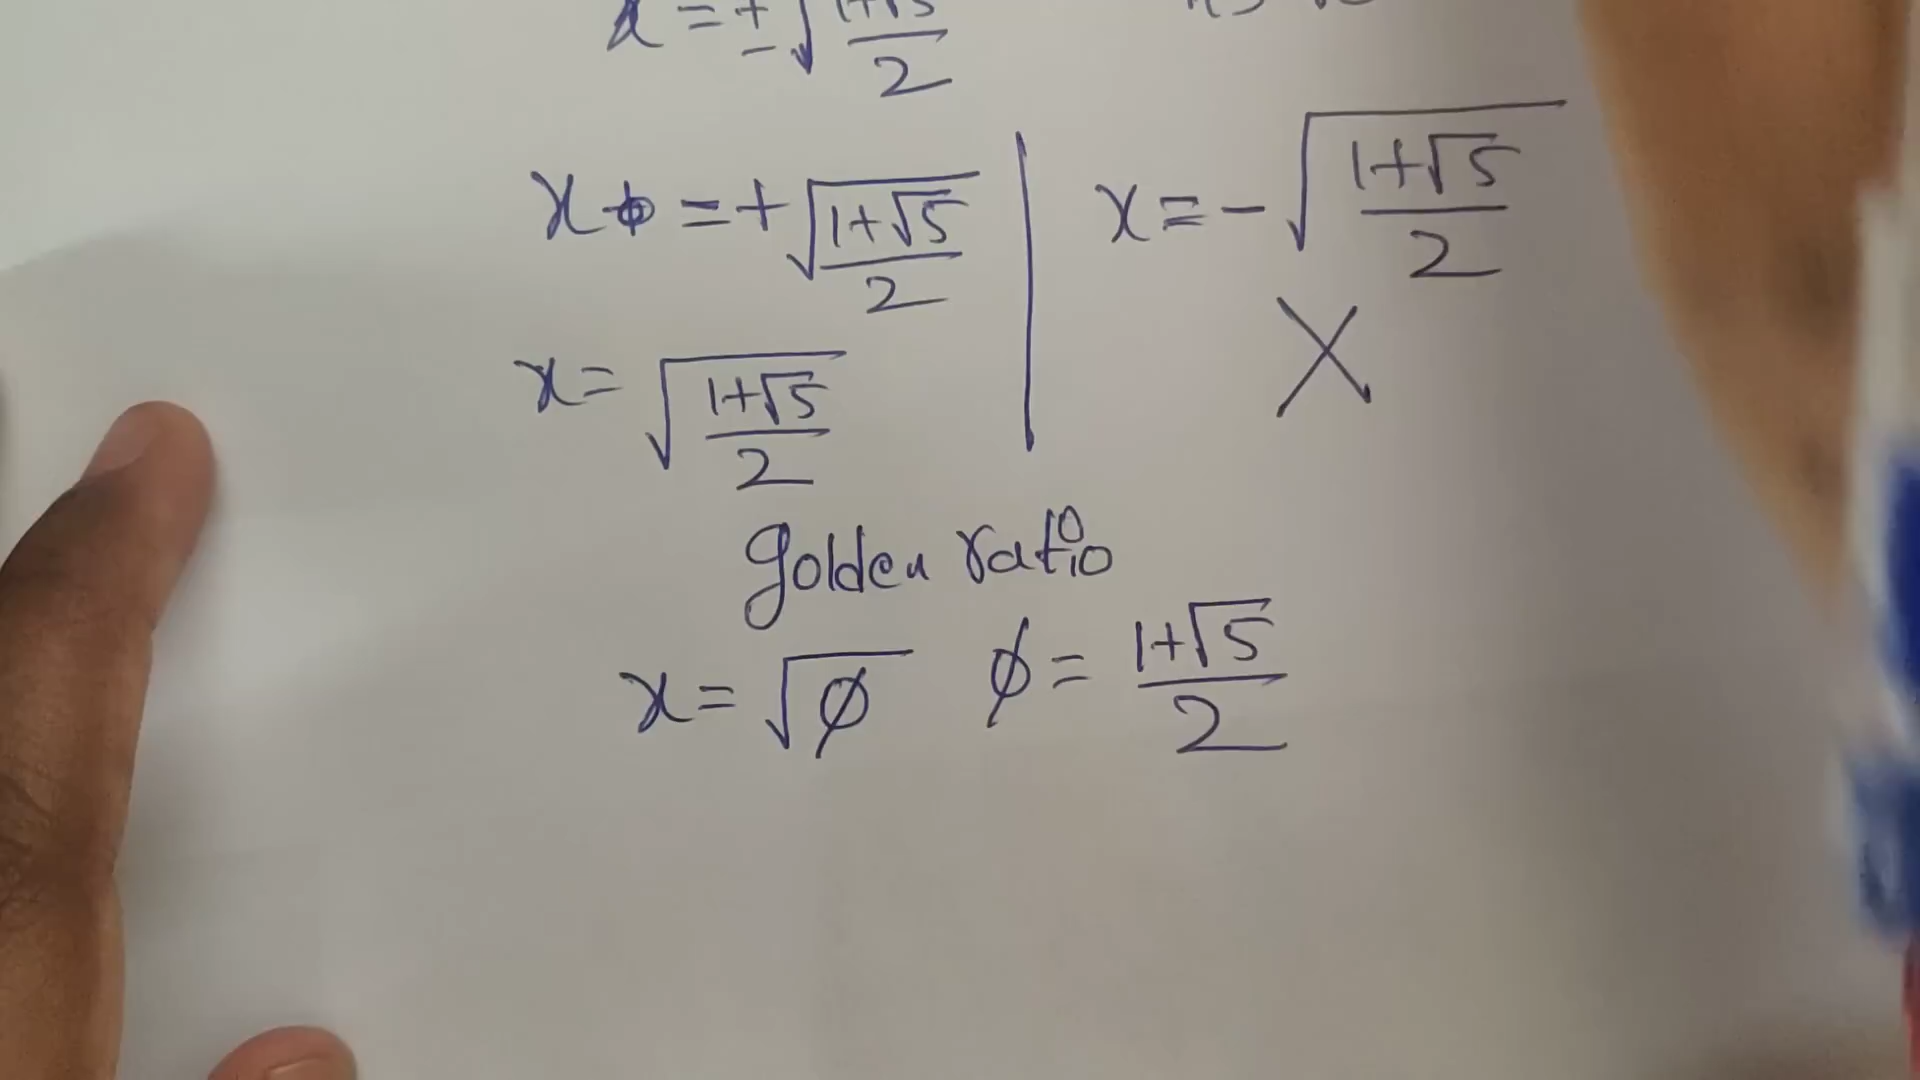 x = ± √((1+√5)/2)
x = + √((1+√5)/2) | x = - √((1+√5)/2)
x = √((1+√5)/2) X
golden ratio
x = √φ φ = (1+√5)/2